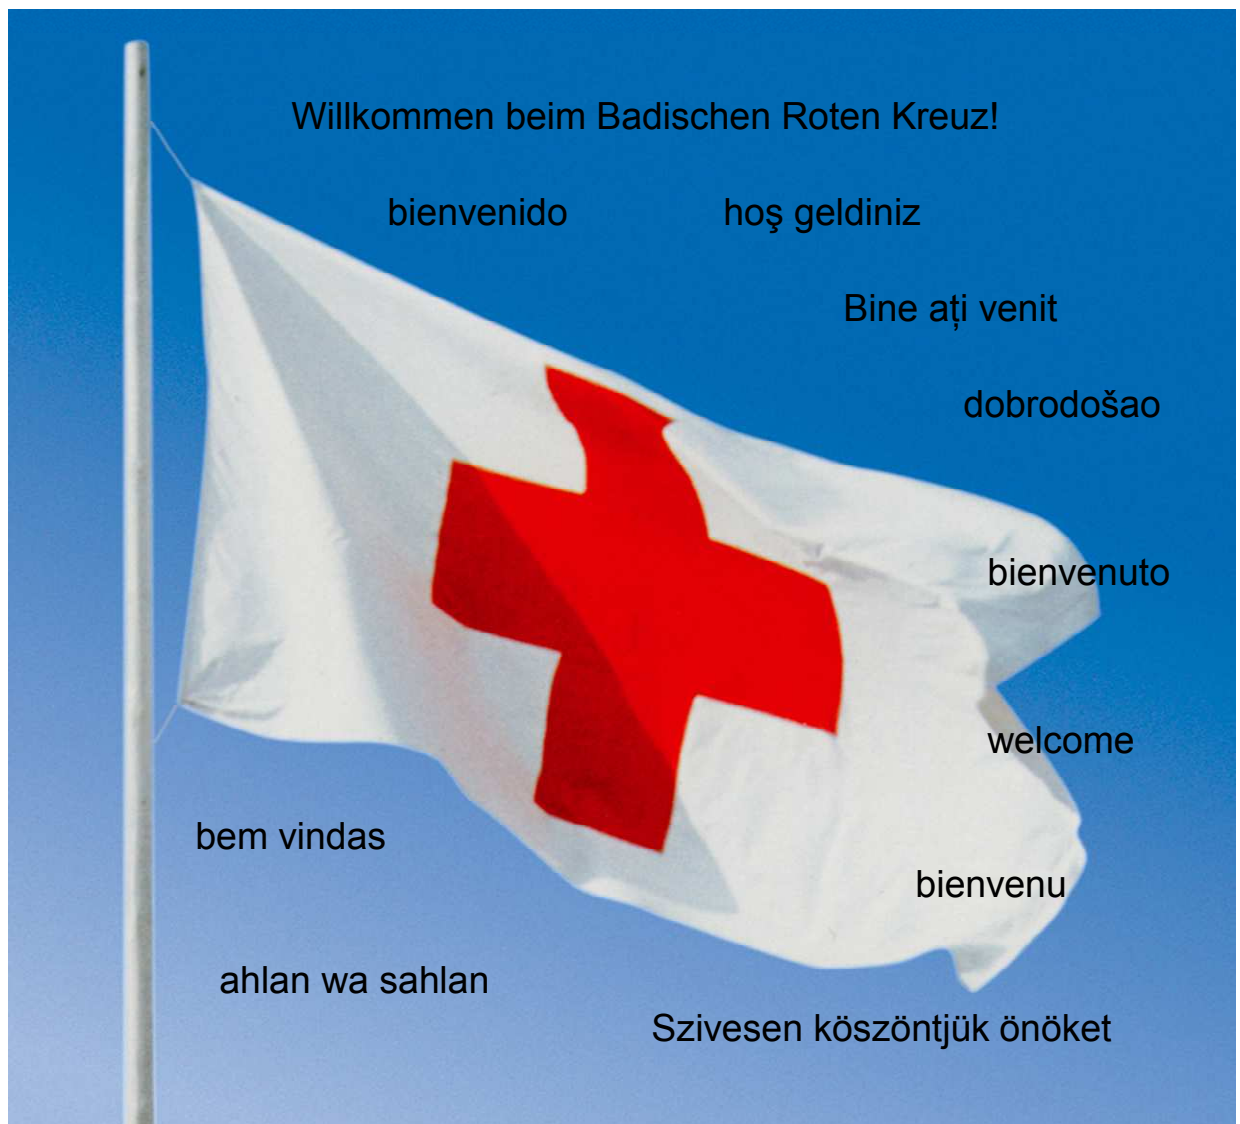 Willkommen beim Badischen Roten Kreuz!
bienvenido hoş geldiniz
Bine ați venit
dobrodošao
bienvenuto
welcome
bem vindas
bienvenu
ahlan wa sahlan
Szivesen köszöntjük önöket